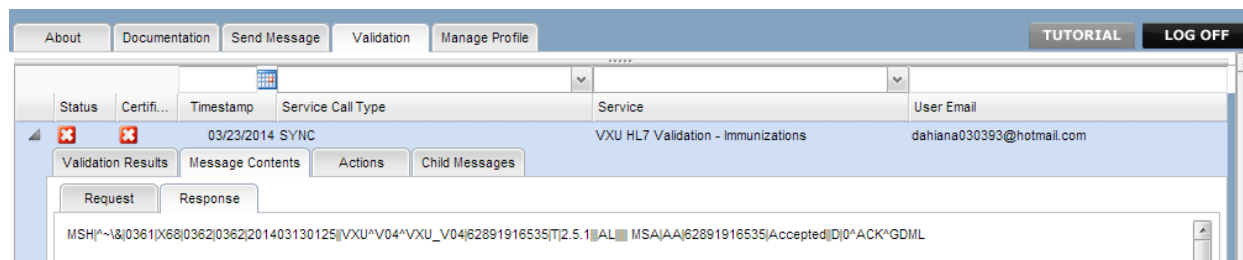 About Documentation Send Message Validation Manage Profile TUTORIAL LOG OFF
Status Certifi... Timestamp Service Call Type Service User Email
03/23/2014 SYNC VXU HL7 Validation - Immunizations dahiana030393@hotmail.com
Validation Results Message Contents Actions Child Messages
Request Response
MSH|^~\&|0361|X68|0362|0362|201403130125||VXU^V04^VXU_V04|62891916535|T|2.5.1|||AL||||| MSA|AA|62891916535|Accepted||D|0^ACK^GDML